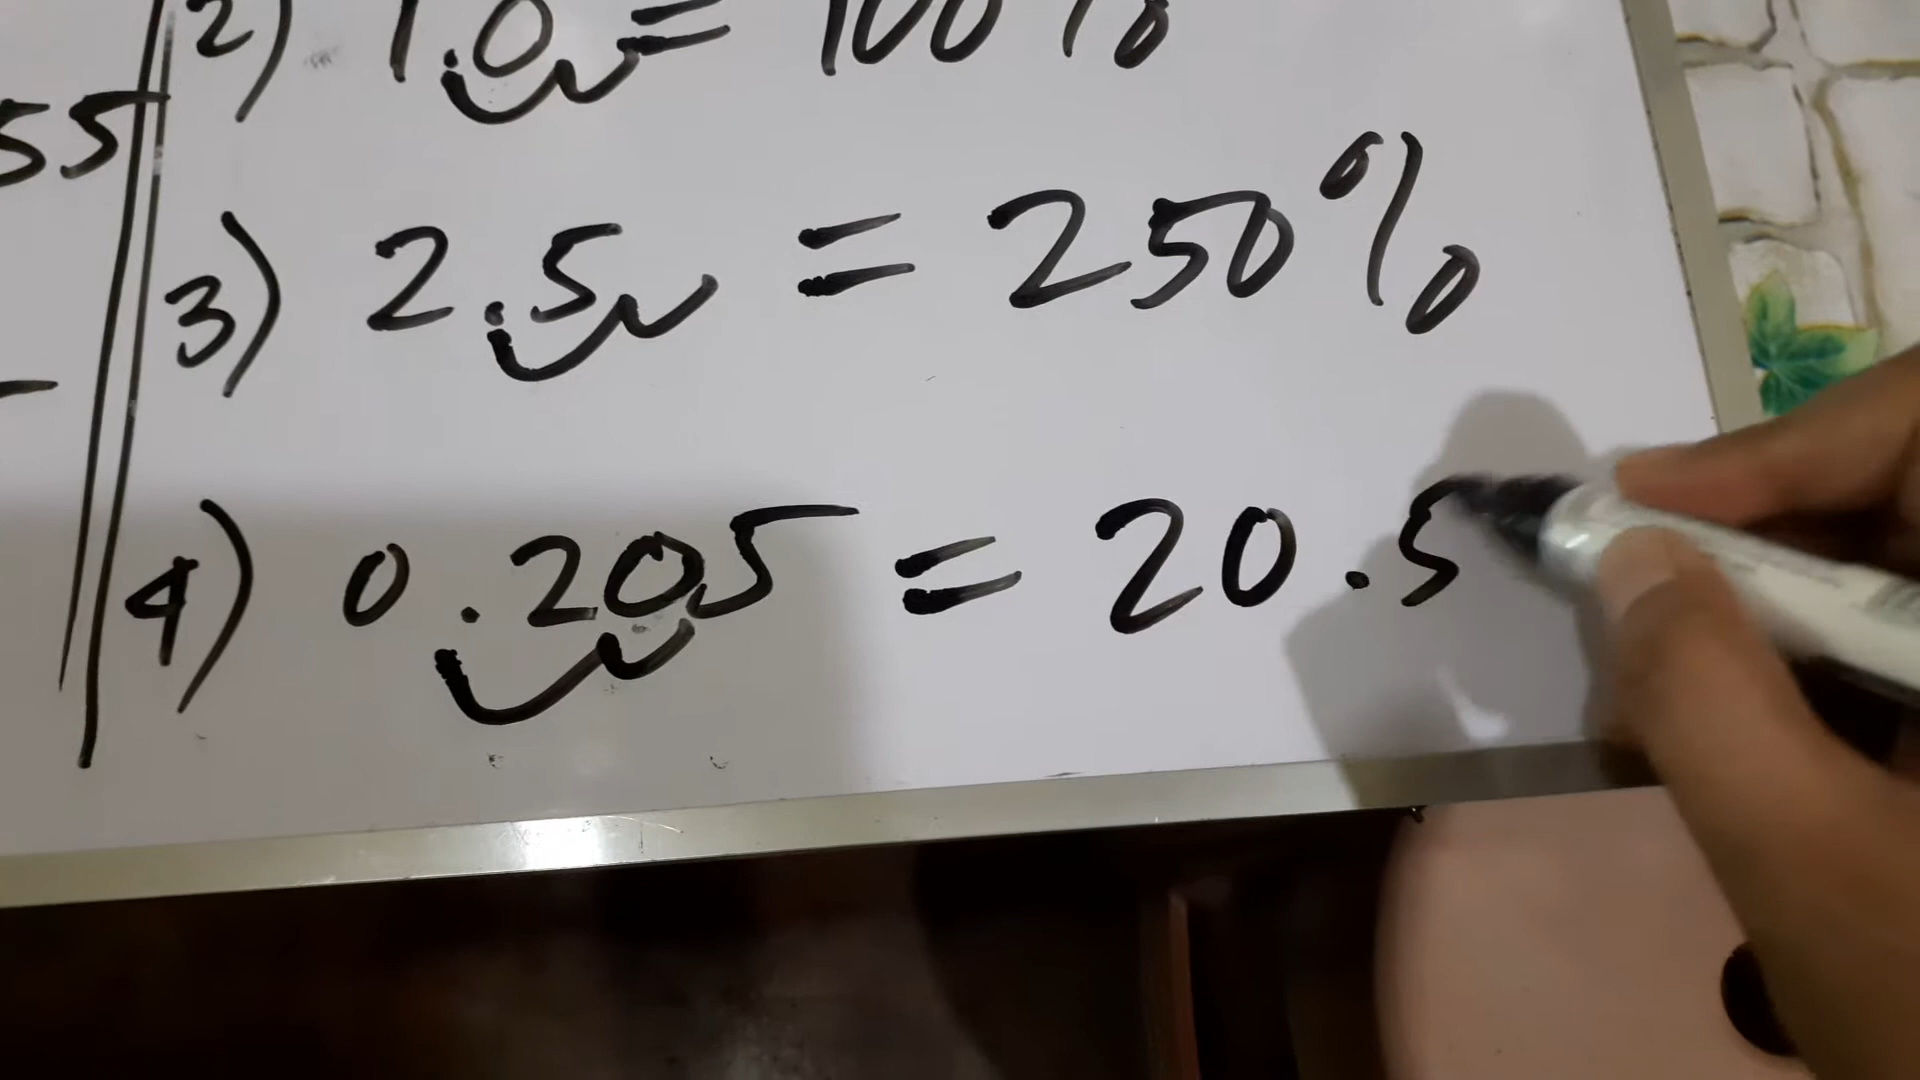 2) 1.0 = 100%
55
3) 2.5 = 250%
4) 0.205 = 20.5